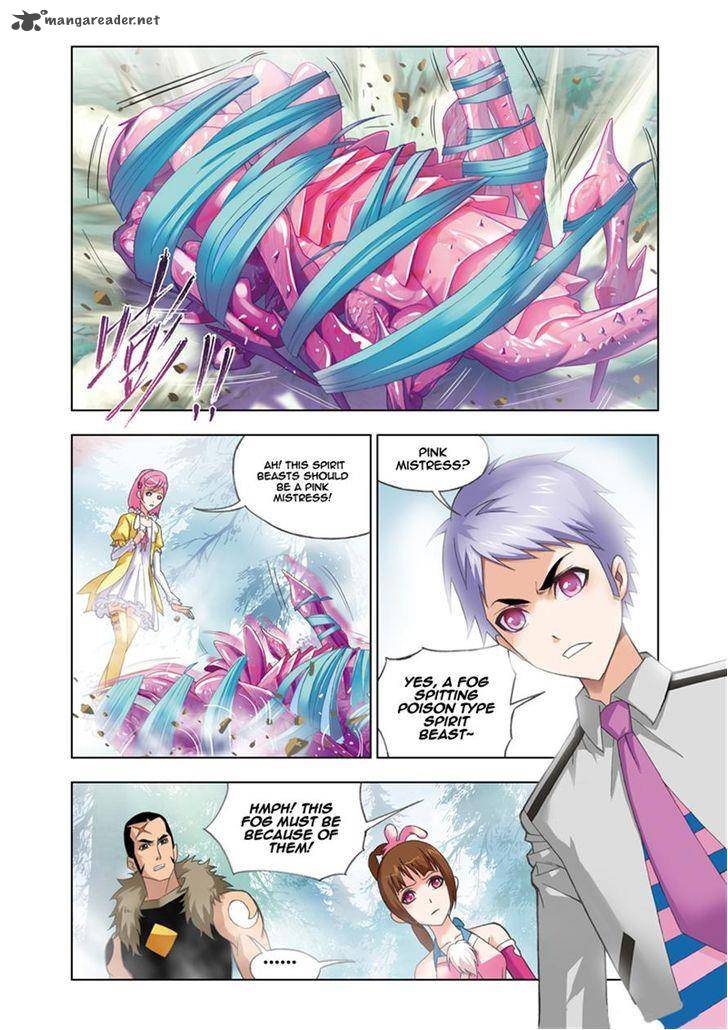 mangareader.net
嘭!!
AH! THIS SPIRIT
BEASTS SHOULD
BE A PINK
MISTRESS!
PINK
MISTRESS?
YES, A FOG
SPITTING
POISON TYPE
SPIRIT
BEAST~
HMPH! THIS
FOG MUST BE
BECAUSE OF
THEM!
......